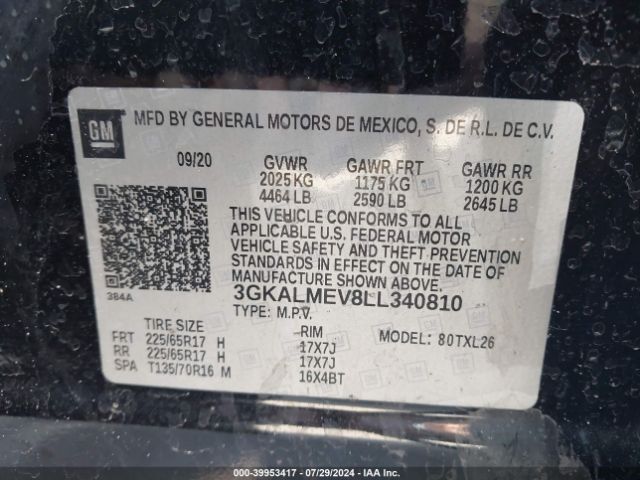 GM
MFD BY GENERAL MOTORS DE MEXICO, S. DE R.L. DE C.V.
09/20 GVWR GAWR FRT GAWR RR
2025 KG 1175 KG 1200 KG
4464 LB 2590 LB 2645 LB
THIS VEHICLE CONFORMS TO ALL
APPLICABLE U.S. FEDERAL MOTOR
VEHICLE SAFETY AND THEFT PREVENTION
STANDARDS IN EFFECT ON THE DATE OF
MANUFACTURE SHOWN ABOVE.
3GKALMEV8LL340810
384A
TYPE: M.P.V.
TIRE SIZE RIM MODEL: 80TXL26
FRT 225/65R17 H 17X7J
RR 225/65R17 H 17X7J
SPA T135/70R16 M 16X4BT
000-39953417 - 07/29/2024 - IAA Inc.